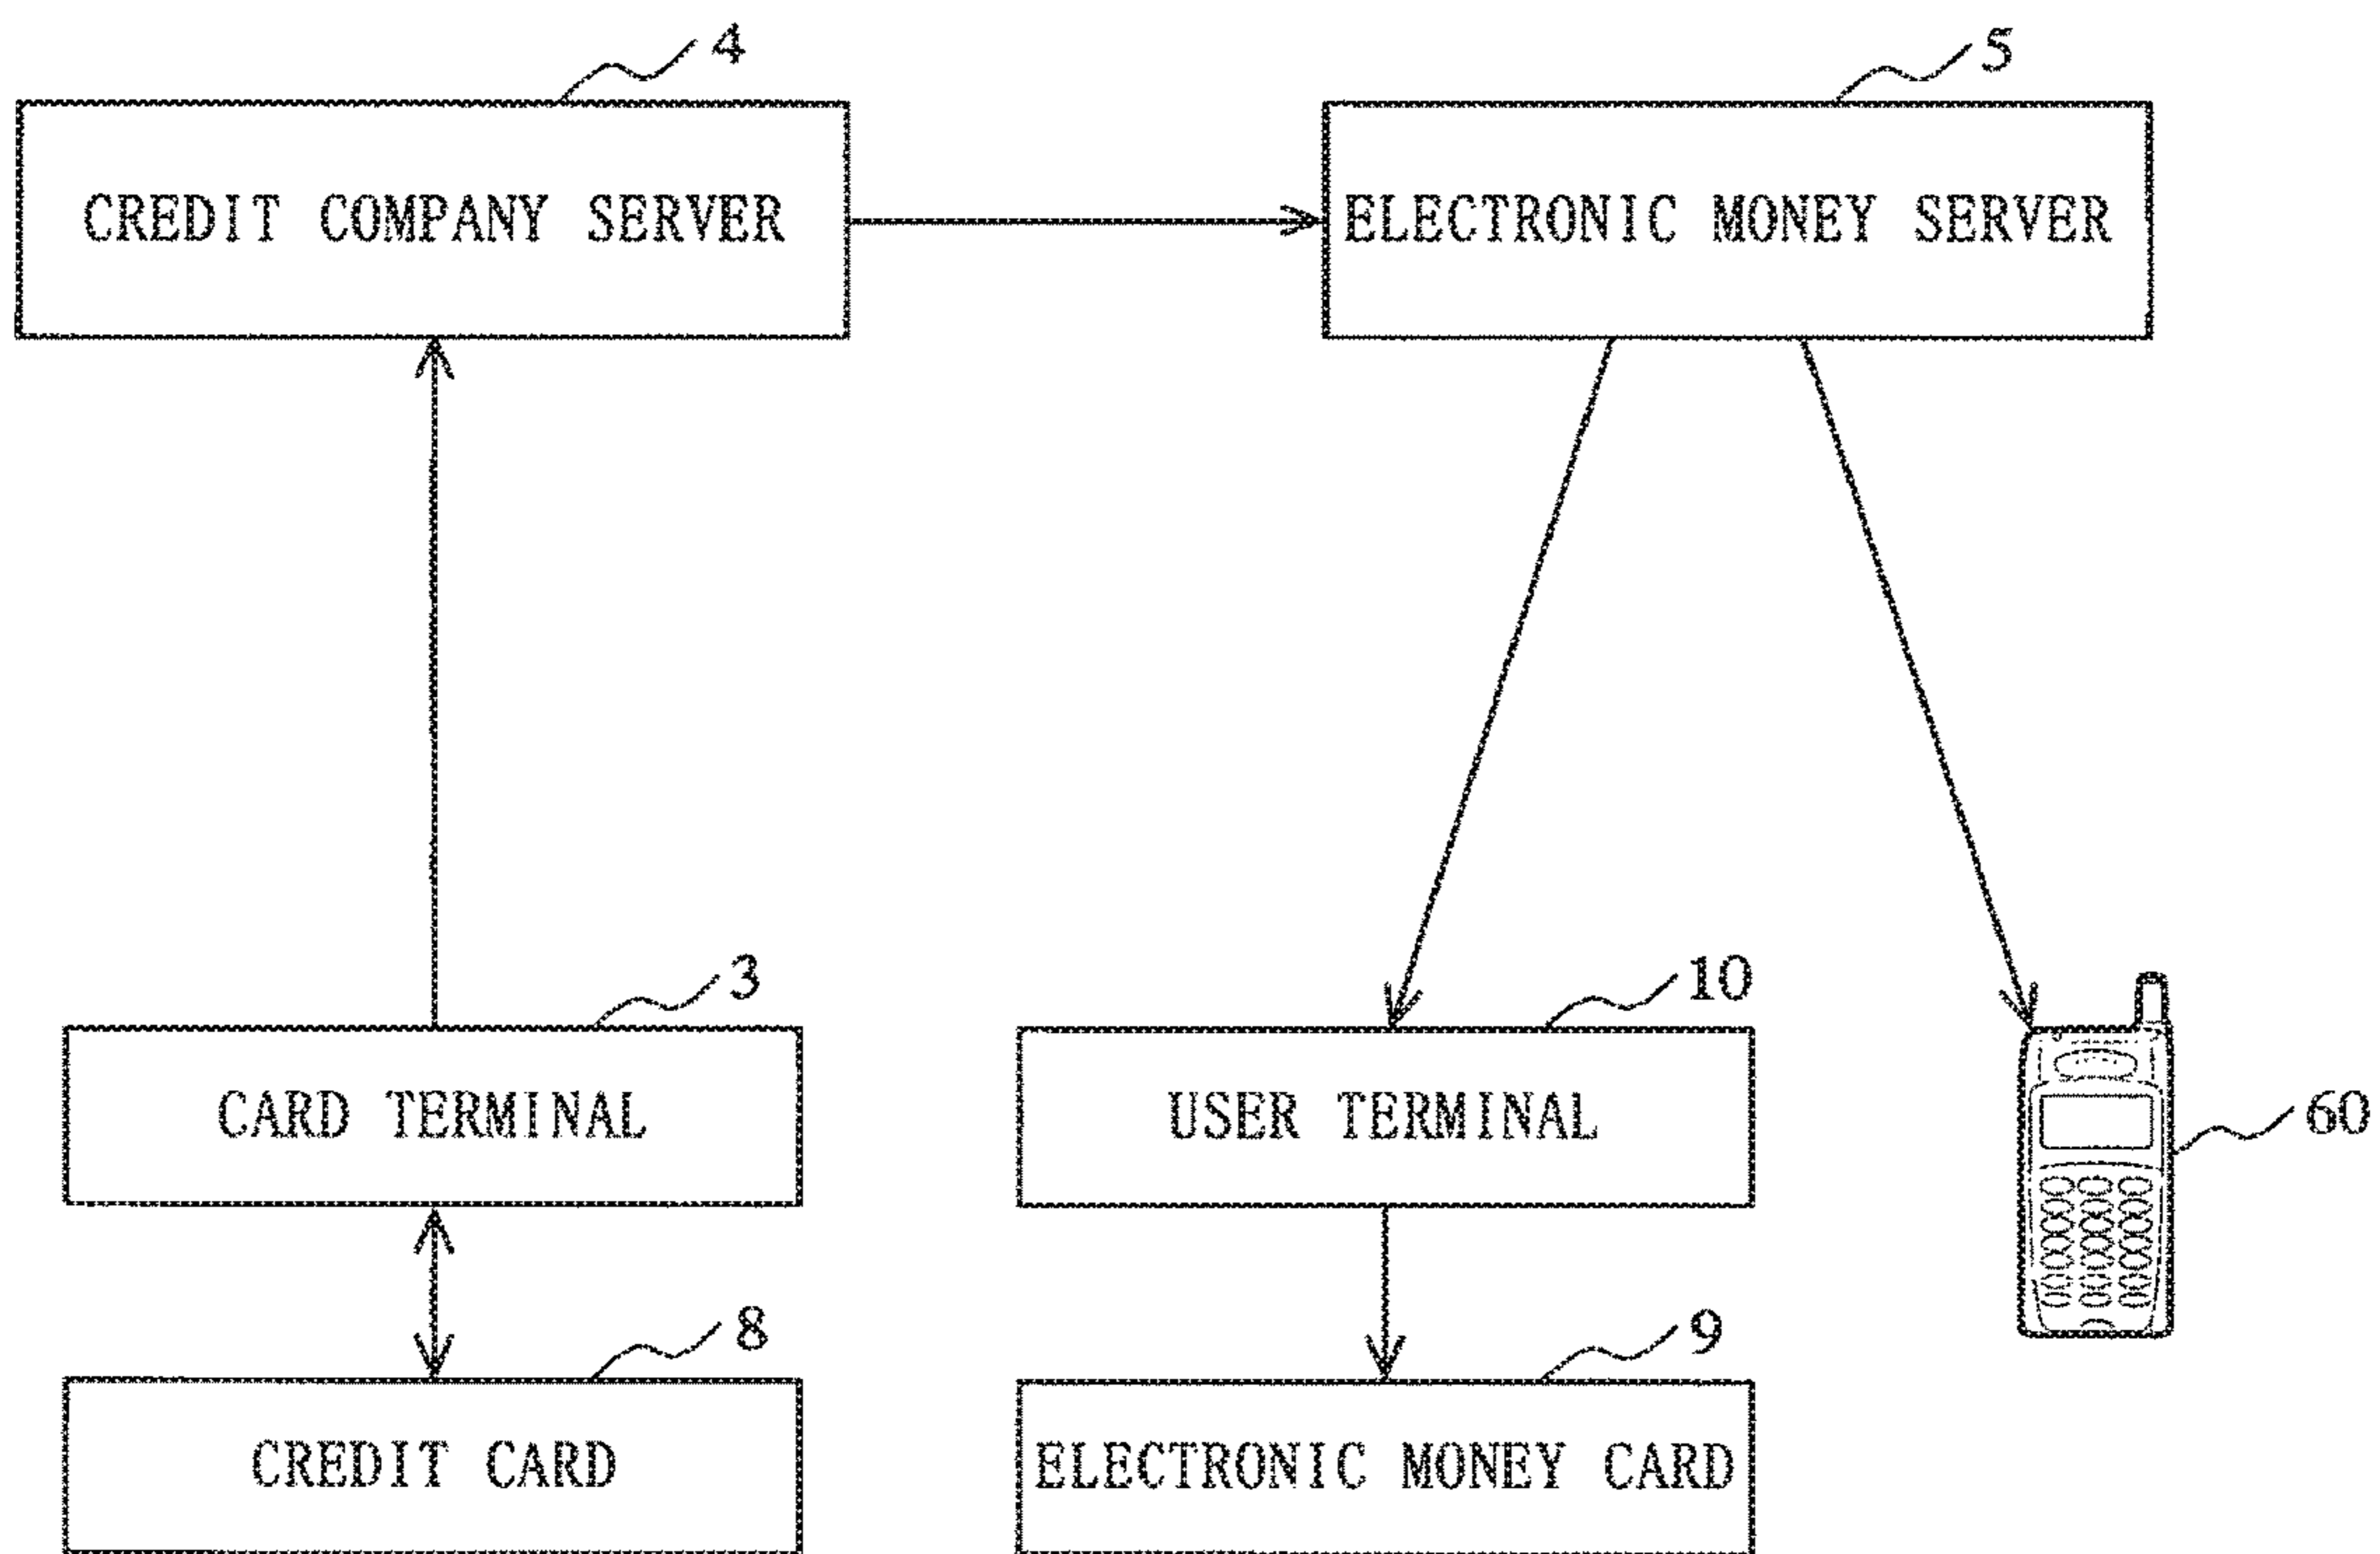 4
5
CREDIT COMPANY SERVER
ELECTRONIC MONEY SERVER
3
10
CARD TERMINAL
USER TERMINAL
60
8
9
CREDIT CARD
ELECTRONIC MONEY CARD